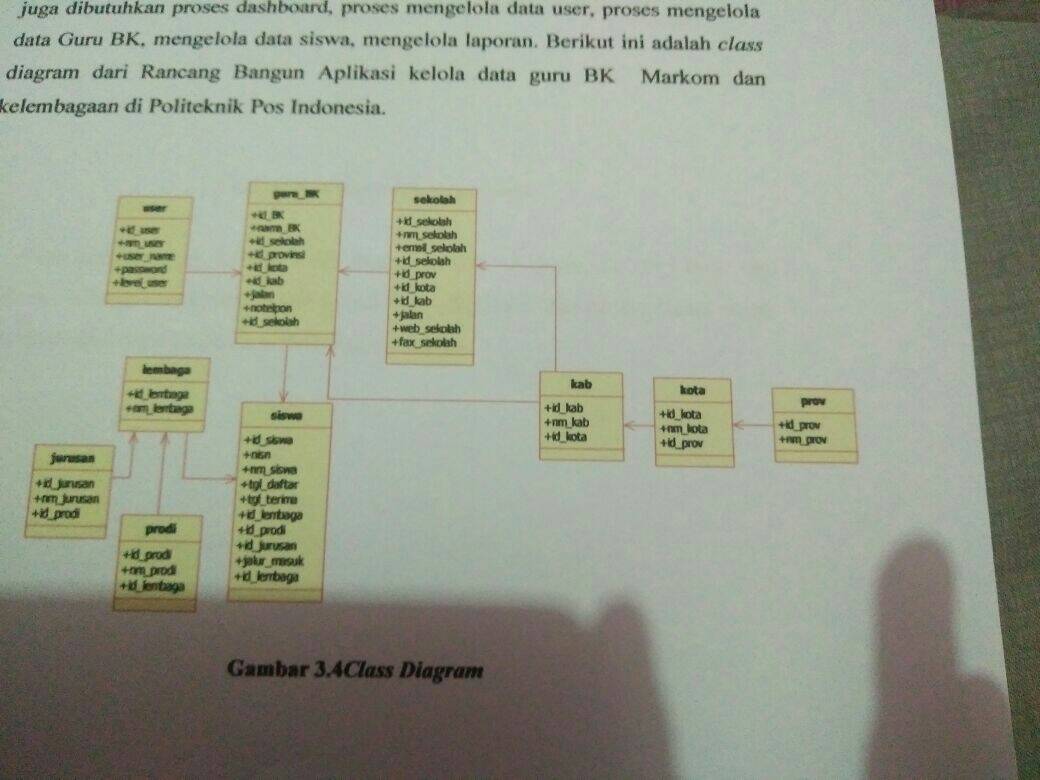 juga dibutuhkan proses dashboard, proses mengelola data user, proses mengelola
data Guru BK, mengelola data siswa, mengelola laporan. Berikut ini adalah class
diagram dari Rancang Bangun Aplikasi kelola data guru BK Markom dan
kelembagaan di Politeknik Pos Indonesia.
user
+id_user
+nm_user
+user_name
+password
+level_user
guru_BK
+id_BK
+nama_BK
+id_sekolah
+id_provinsi
+id_kota
+id_kab
+jalan
+notelpon
+id_sekolah
sekolah
+id_sekolah
+nm_sekolah
+email_sekolah
+id_sekolah
+id_prov
+id_kota
+id_kab
+jalan
+web_sekolah
+fax_sekolah
lembaga
+id_lembaga
+nm_lembaga
jurusan
+id_jurusan
+nm_jurusan
+id_prodi
prodi
+id_prodi
+nm_prodi
+id_lembaga
siswa
+id_siswa
+nisn
+nm_siswa
+tgl_daftar
+tgl_terima
+id_lembaga
+id_prodi
+id_jurusan
+jalur_masuk
+id_lembaga
kab
+id_kab
+nm_kab
+id_kota
kota
+id_kota
+nm_kota
+id_prov
prov
+id_prov
+nm_prov
Gambar 3.4Class Diagram